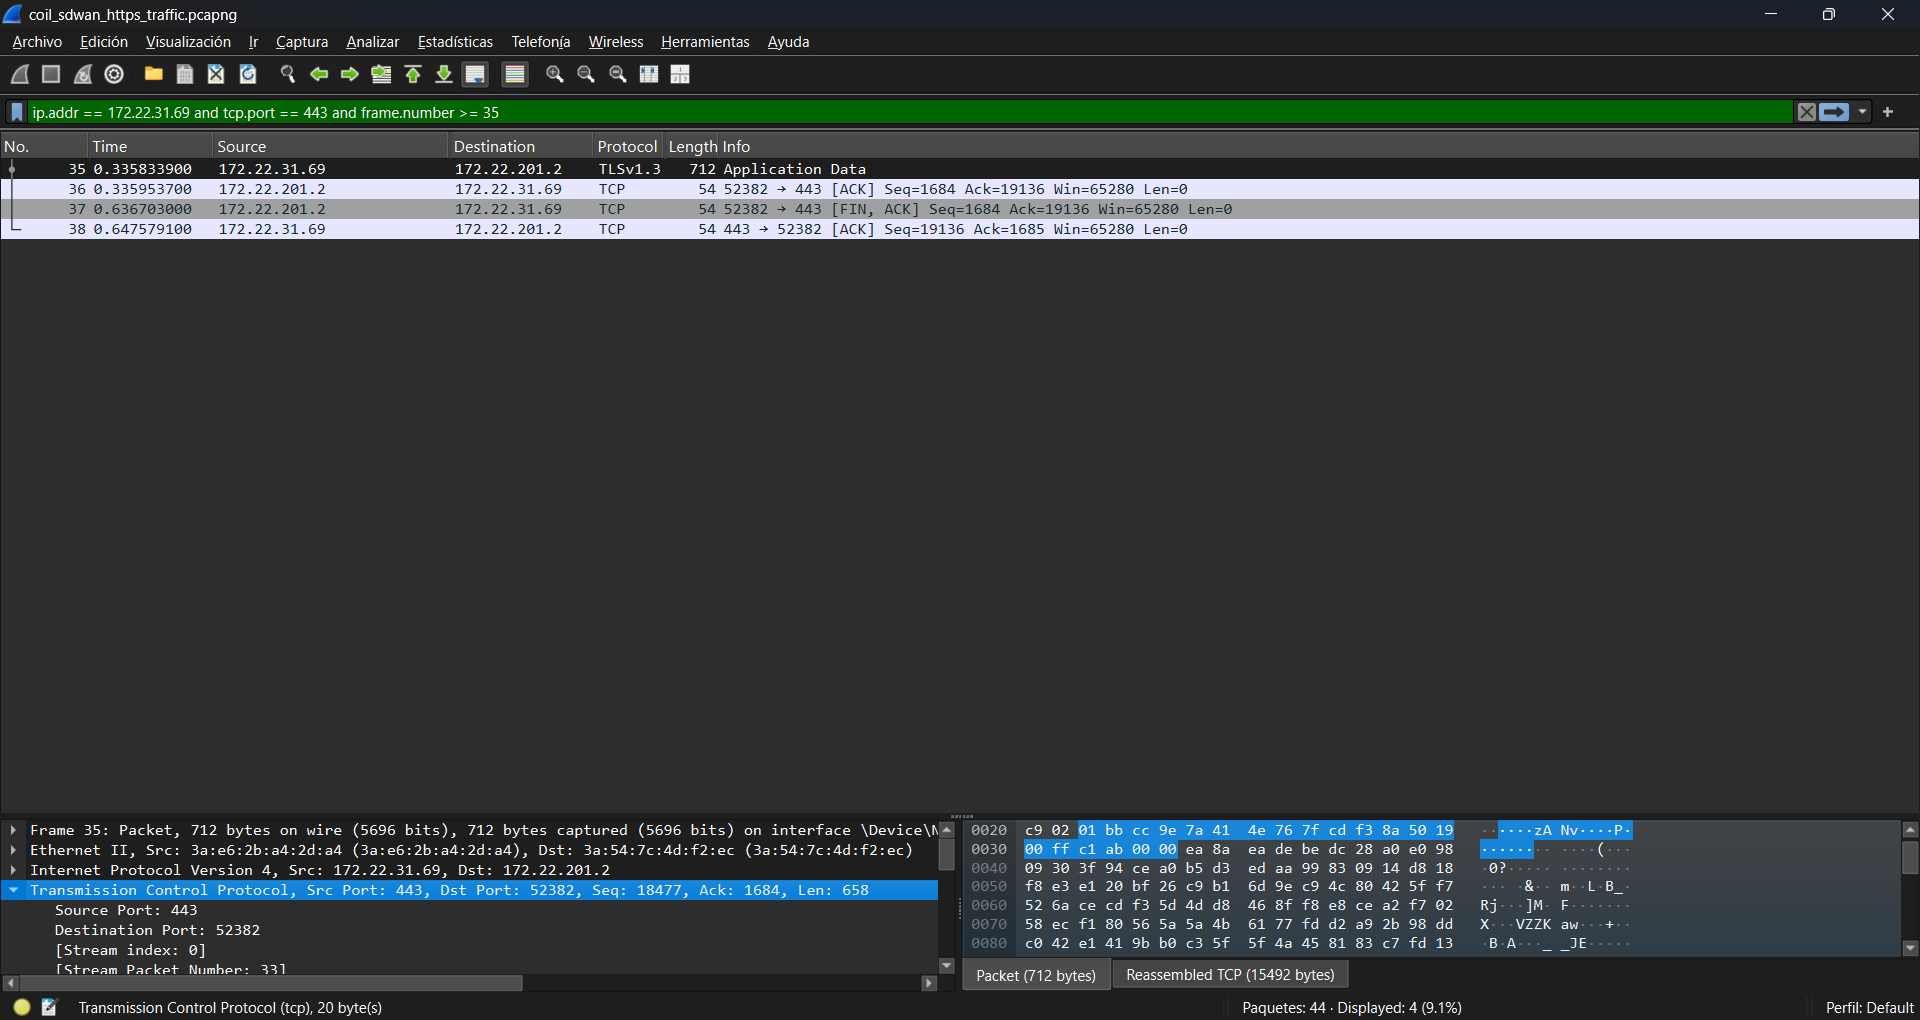 coil_sdwan_https_traffic.pcapng
Archivo Edición Visualización Ir Captura Analizar Estadísticas Telefonía Wireless Herramientas Ayuda
ip.addr == 172.22.31.69 and tcp.port == 443 and frame.number >= 35
No. Time Source Destination Protocol Length Info
35 0.335833900 172.22.31.69 172.22.201.2 TLSv1.3 712 Application Data
36 0.335953700 172.22.201.2 172.22.31.69 TCP 54 52382 → 443 [ACK] Seq=1684 Ack=19136 Win=65280 Len=0
37 0.636703000 172.22.201.2 172.22.31.69 TCP 54 52382 → 443 [FIN, ACK] Seq=1684 Ack=19136 Win=65280 Len=0
38 0.647579100 172.22.31.69 172.22.201.2 TCP 54 443 → 52382 [ACK] Seq=19136 Ack=1685 Win=65280 Len=0
Frame 35: Packet, 712 bytes on wire (5696 bits), 712 bytes captured (5696 bits) on interface \Device\N
Ethernet II, Src: 3a:e6:2b:a4:2d:a4 (3a:e6:2b:a4:2d:a4), Dst: 3a:54:7c:4d:f2:ec (3a:54:7c:4d:f2:ec)
Internet Protocol Version 4, Src: 172.22.31.69, Dst: 172.22.201.2
Transmission Control Protocol, Src Port: 443, Dst Port: 52382, Seq: 18477, Ack: 1684, Len: 658
Source Port: 443
Destination Port: 52382
[Stream index: 0]
[Stream Packet Number: 33]
0020 c9 02 01 bb cc 9e 7a 41 4e 76 7f cd f3 8a 50 19 ······zA Nv····P·
0030 00 ff c1 ab 00 00 ea 8a ea de be dc 28 a0 e0 98 ········ ····(···
0040 09 30 3f 94 ce a0 b5 d3 ed aa 99 83 09 14 d8 18 ·0?····· ········
0050 f8 e3 e1 20 bf 26 c9 b1 6d 9e c9 4c 80 42 5f f7 ··· ·&·· m··L·B_·
0060 52 6a ce cd f3 5d 4d d8 46 8f f8 e8 ce a2 f7 02 Rj···]M· F·······
0070 58 ec f1 80 56 5a 5a 4b 61 77 fd d2 a9 2b 98 dd X···VZZK aw···+··
0080 c0 42 e1 41 9b b0 c3 5f 5f 4a 45 81 83 c7 fd 13 ·B·A···_ _JE·····
Packet (712 bytes) Reassembled TCP (15492 bytes)
Transmission Control Protocol (tcp), 20 byte(s) Paquetes: 44 · Displayed: 4 (9.1%) Perfil: Default